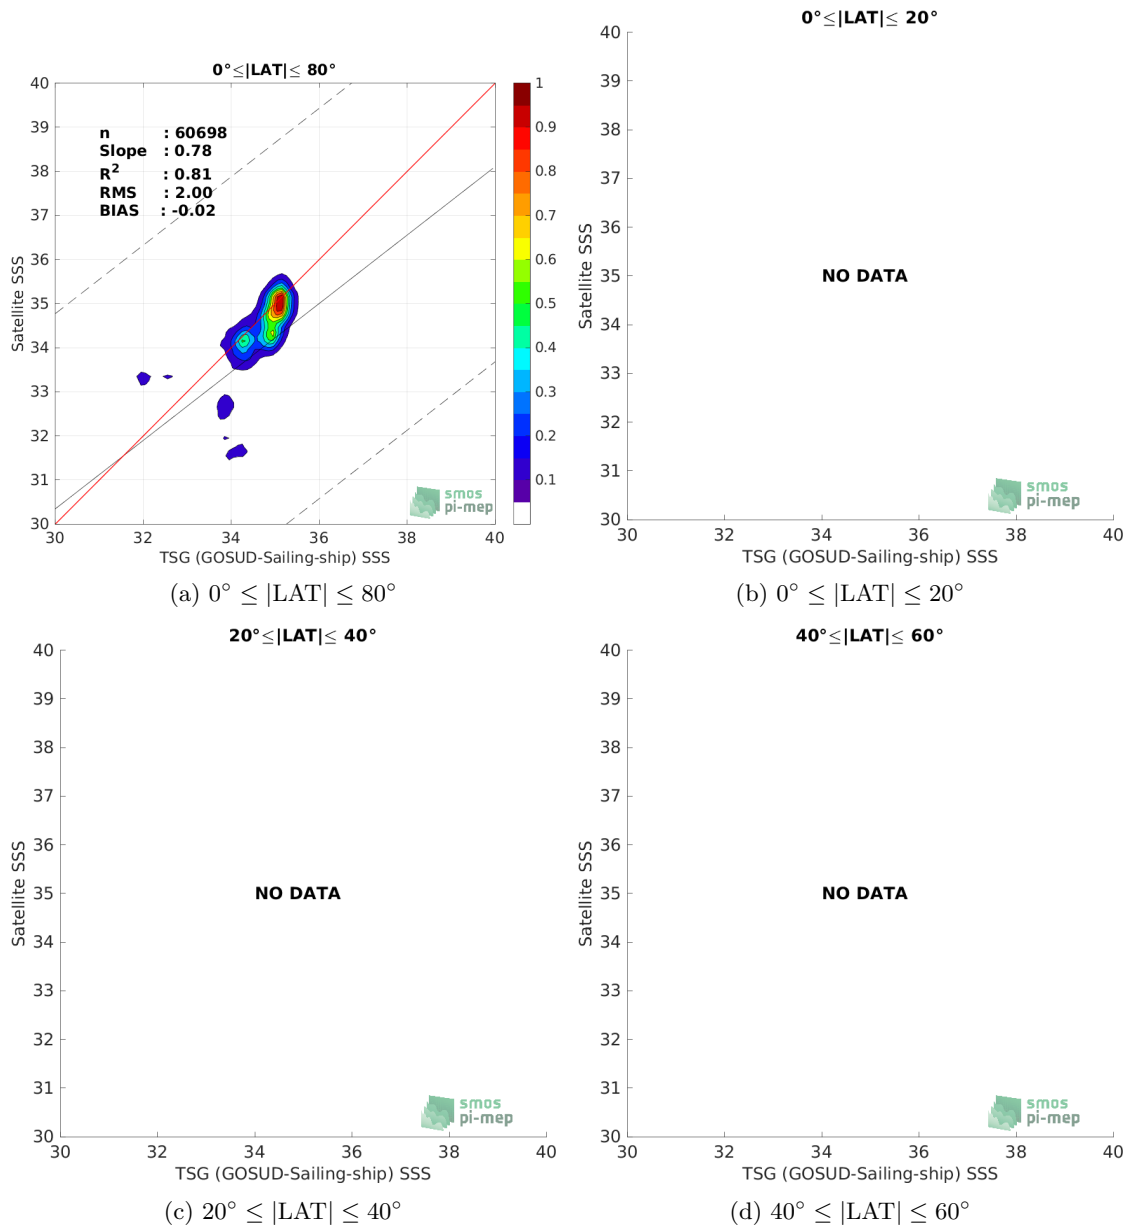 0°≤|LAT|≤ 80°
40
39
38
37
36
35
34
33
32
31
30
Satellite SSS
n : 60698
Slope : 0.78
R² : 0.81
RMS : 2.00
BIAS : -0.02
smos
pi-mep
30 32 34 36 38 40
TSG (GOSUD-Sailing-ship) SSS
1
0.9
0.8
0.7
0.6
0.5
0.4
0.3
0.2
0.1
(a) 0° ≤ |LAT| ≤ 80°
0°≤|LAT|≤ 20°
40
39
38
37
36
35
34
33
32
31
30
Satellite SSS
NO DATA
smos
pi-mep
30 32 34 36 38 40
TSG (GOSUD-Sailing-ship) SSS
(b) 0° ≤ |LAT| ≤ 20°
20°≤|LAT|≤ 40°
40
39
38
37
36
35
34
33
32
31
30
Satellite SSS
NO DATA
smos
pi-mep
30 32 34 36 38 40
TSG (GOSUD-Sailing-ship) SSS
(c) 20° ≤ |LAT| ≤ 40°
40°≤|LAT|≤ 60°
40
39
38
37
36
35
34
33
32
31
30
Satellite SSS
NO DATA
smos
pi-mep
30 32 34 36 38 40
TSG (GOSUD-Sailing-ship) SSS
(d) 40° ≤ |LAT| ≤ 60°